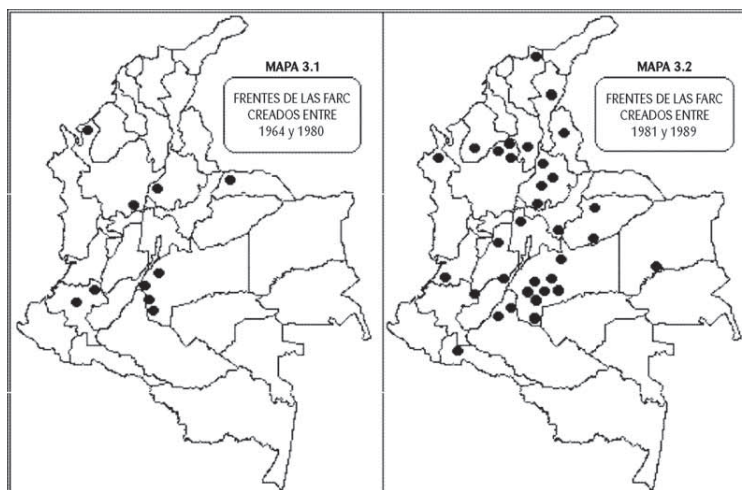 MAPA 3.1
FRENTES DE LAS FARC
CREADOS ENTRE
1964 y 1980
MAPA 3.2
FRENTES DE LAS FARC
CREADOS ENTRE
1981 y 1989